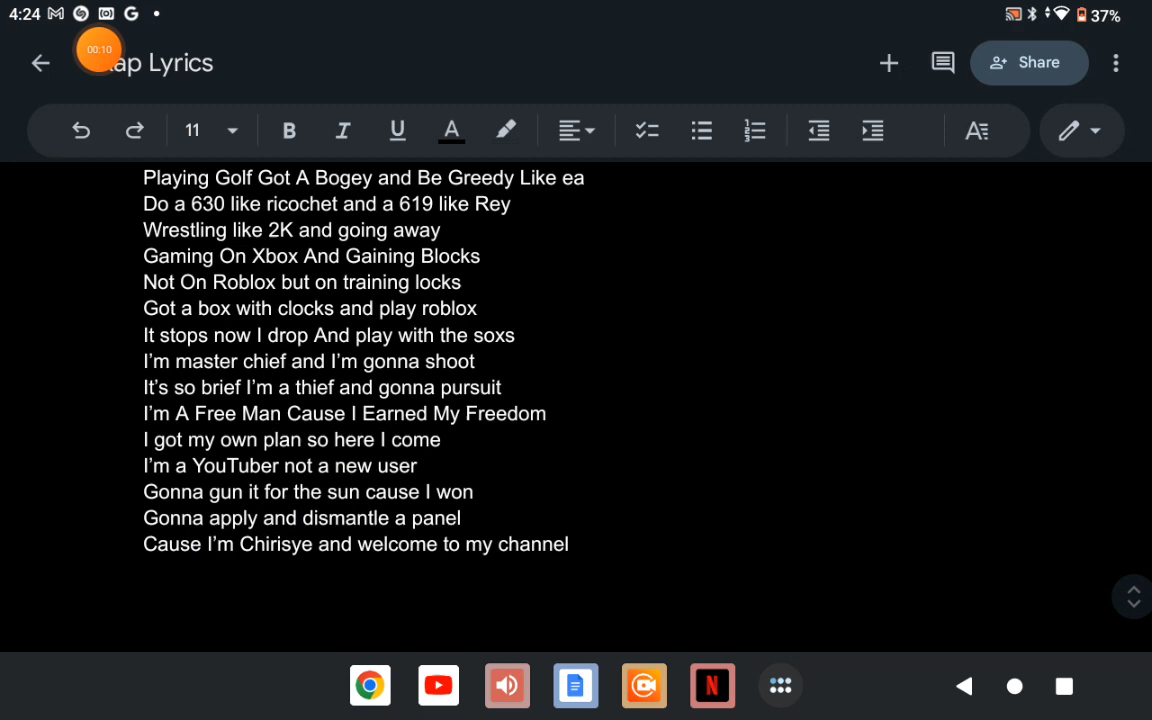 4:24
37%
00:10
ap Lyrics
Share
11
B I U A
Playing Golf Got A Bogey and Be Greedy Like ea
Do a 630 like ricochet and a 619 like Rey
Wrestling like 2K and going away
Gaming On Xbox And Gaining Blocks
Not On Roblox but on training locks
Got a box with clocks and play roblox
It stops now I drop And play with the soxs
I’m master chief and I’m gonna shoot
It’s so brief I’m a thief and gonna pursuit
I’m A Free Man Cause I Earned My Freedom
I got my own plan so here I come
I’m a YouTuber not a new user
Gonna gun it for the sun cause I won
Gonna apply and dismantle a panel
Cause I’m Chirisye and welcome to my channel